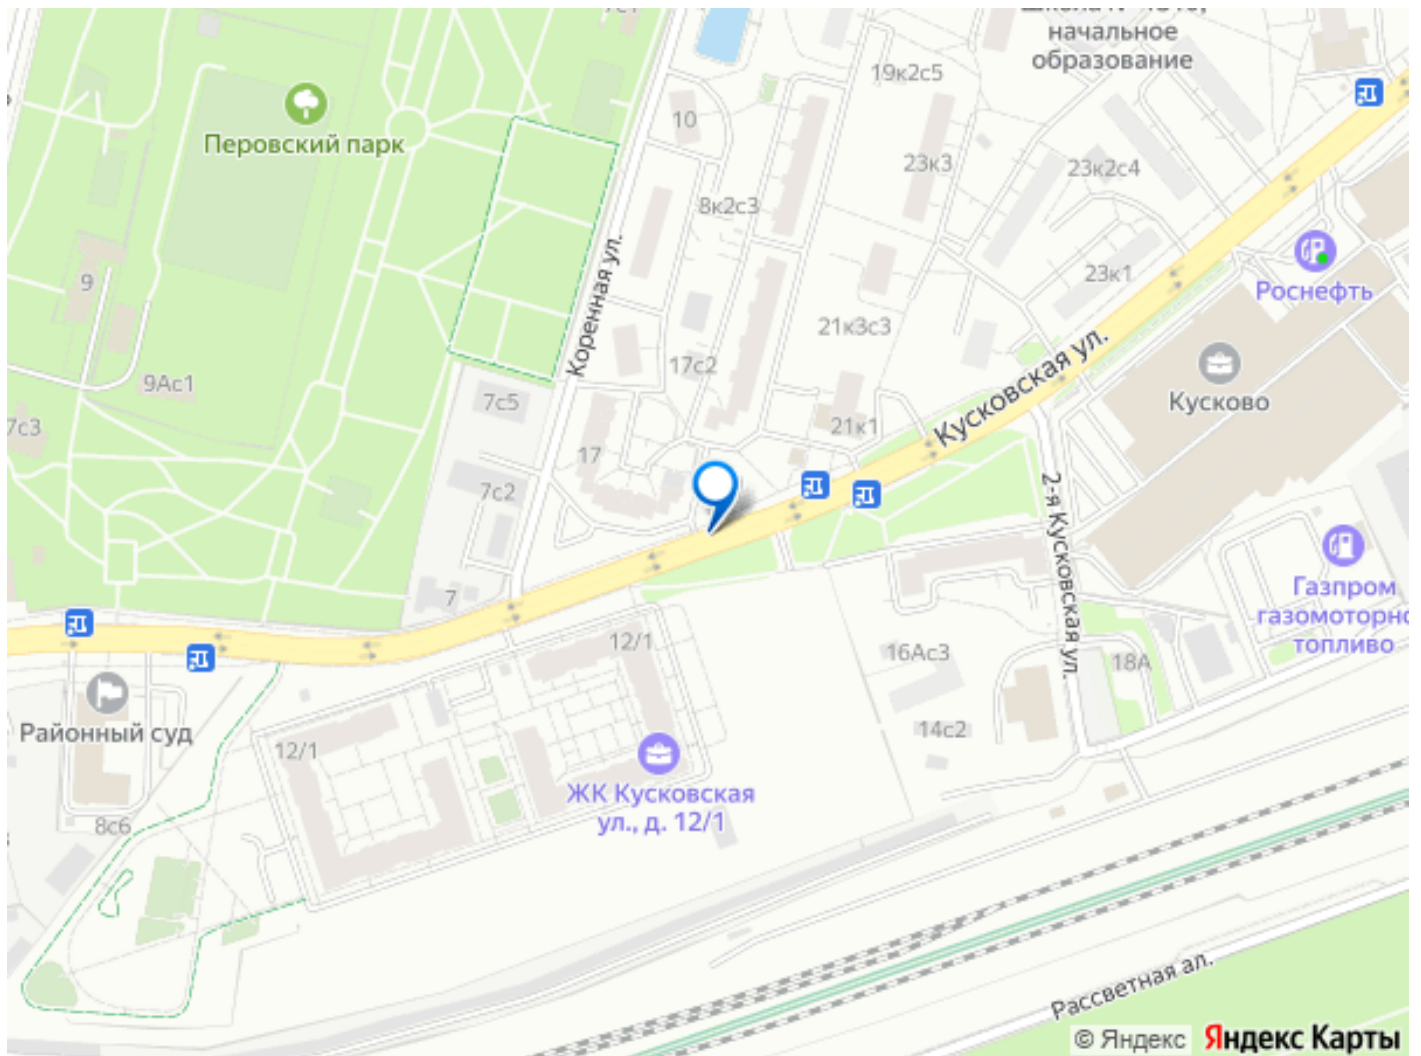 начальное
образование
19к2с5
10
Перовский парк
23к3
23к2с4
8к2с3
Коренная ул.
9
23к1
Роснефть
21к3с3
17с2
Кусковская ул.
9Ас1
7с5
Кусково
7с3
21к1
17
7с2
2-я Кусковская ул.
Газпром
газомоторно
топливо
7
12/1
16Ас3
18А
Районный суд
12/1
14с2
ЖК Кусковская
ул., д. 12/1
8с6
Рассветная ал.
© Яндекс Яндекс Карты